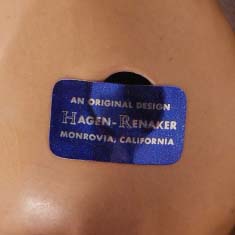 AN ORIGINAL DESIGN
HAGEN-RENAKER
MONROVIA, CALIFORNIA